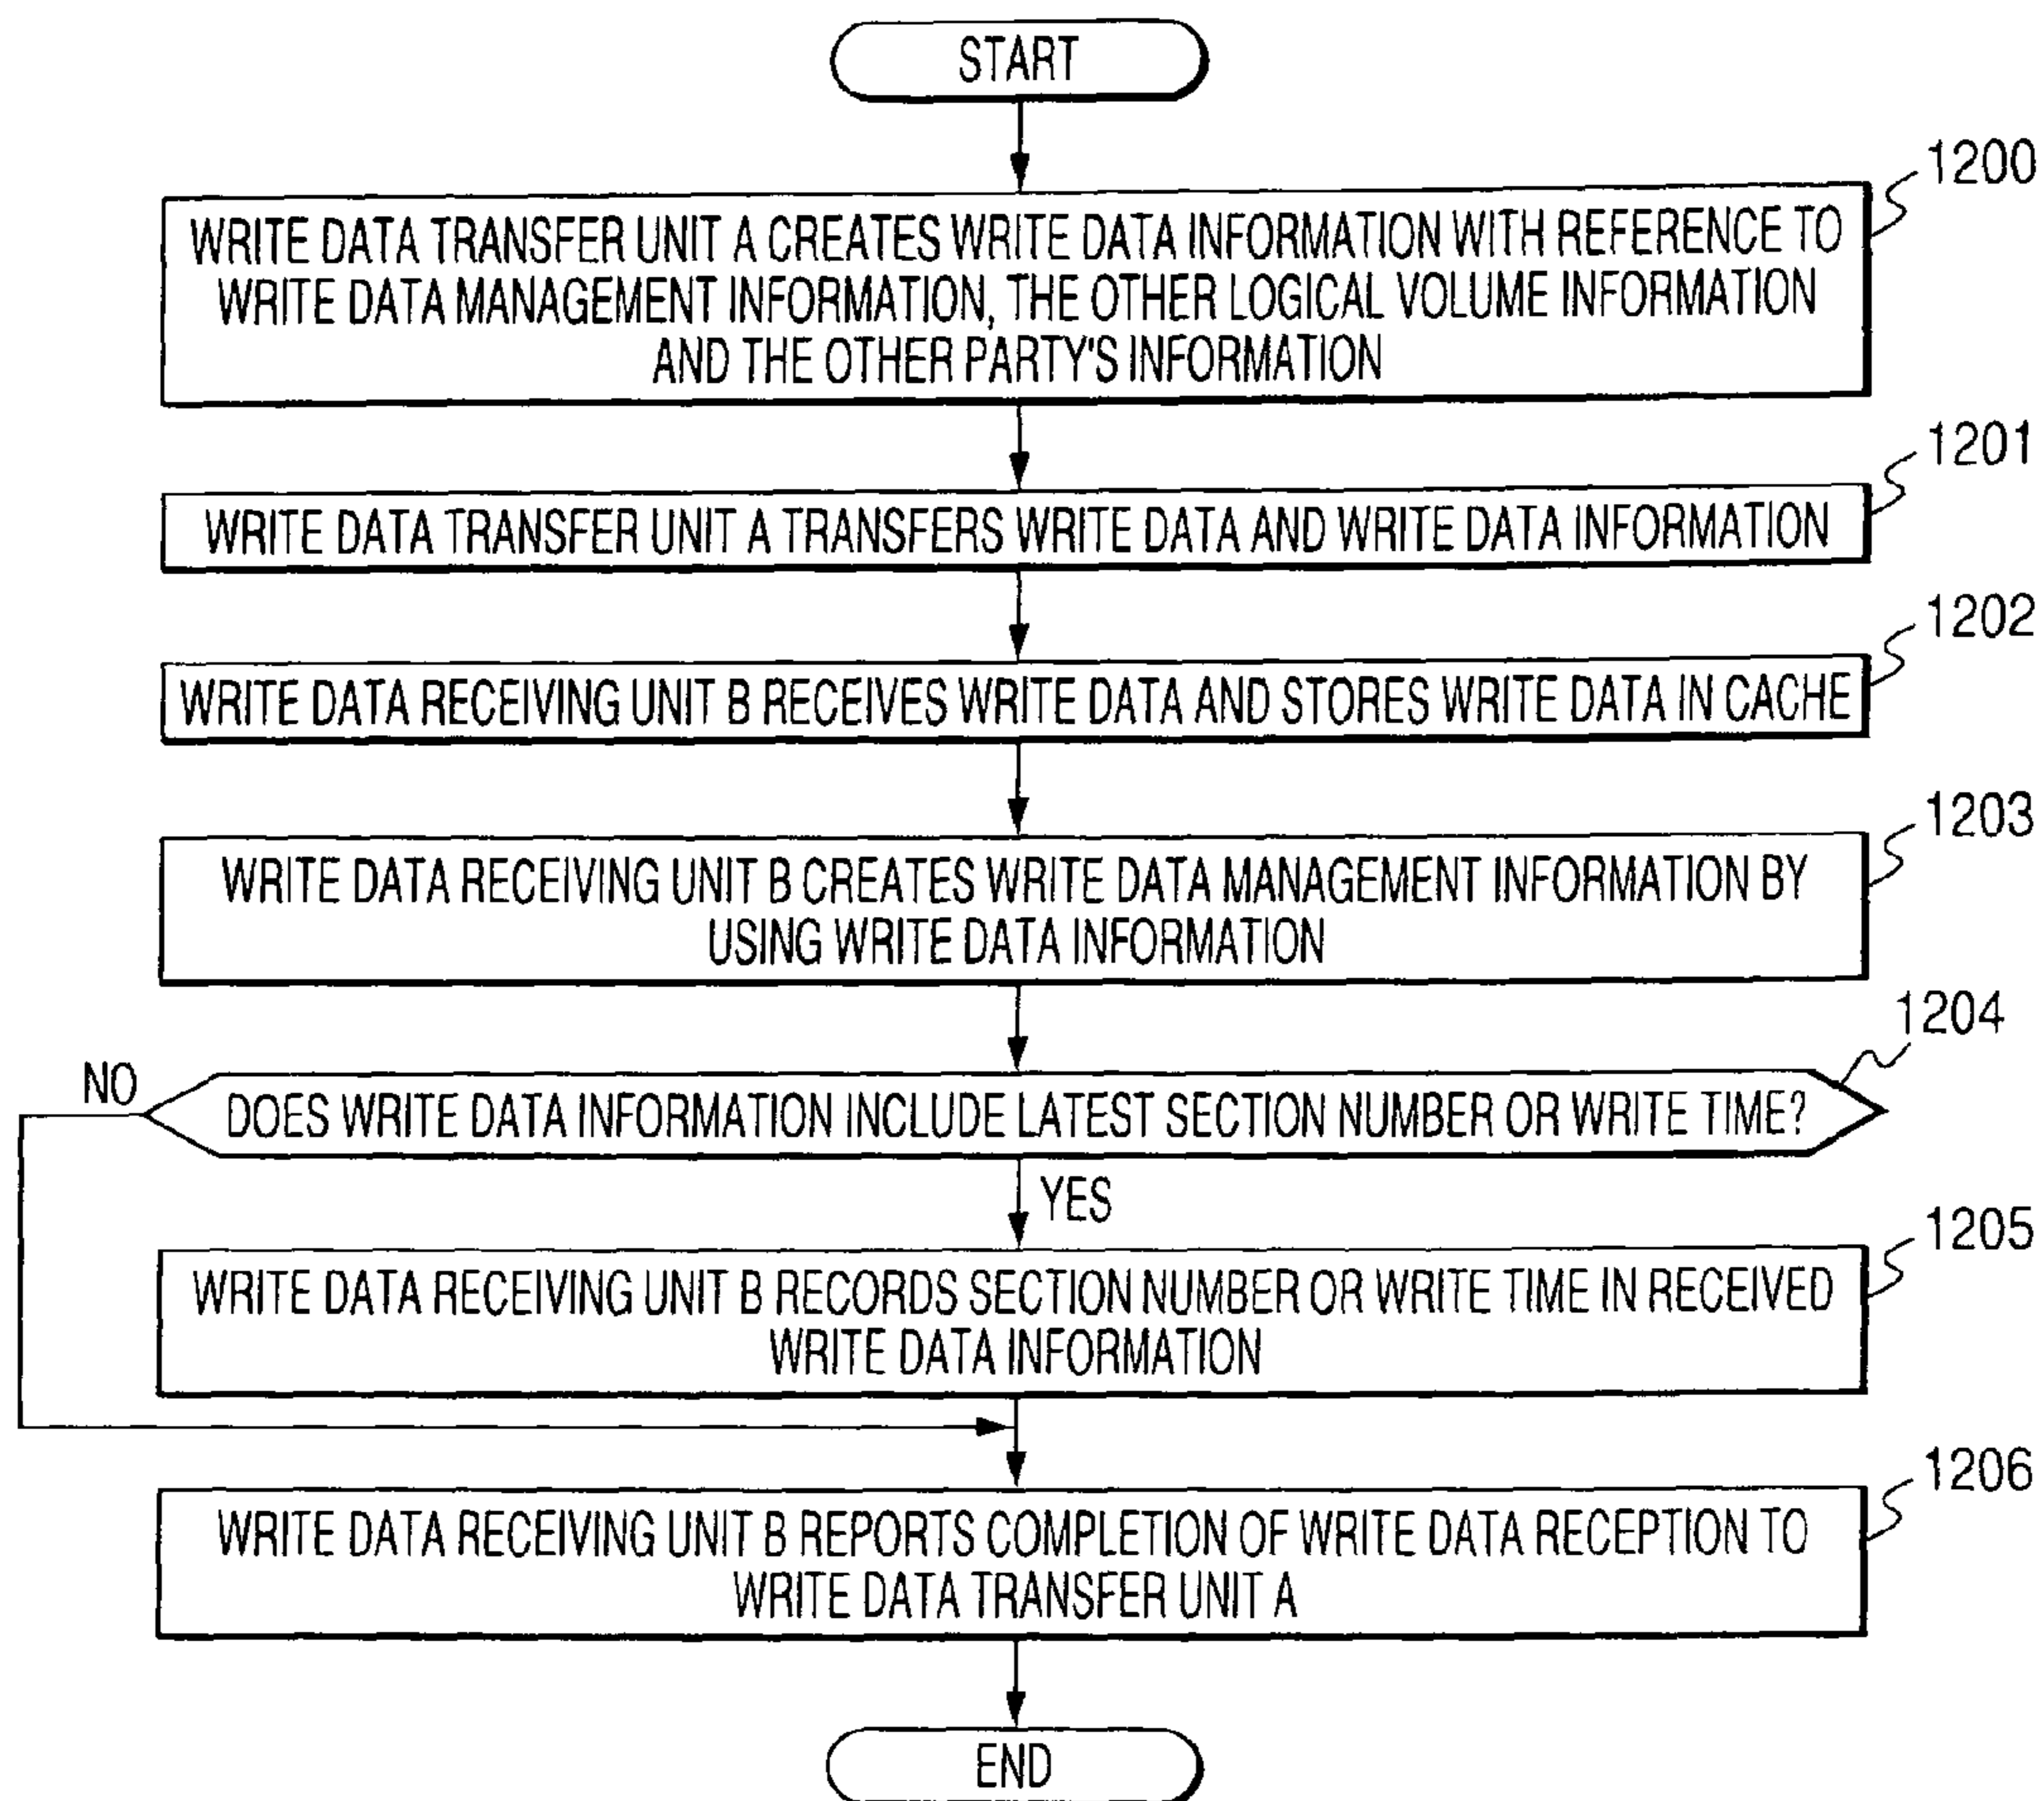 START
1200
WRITE DATA TRANSFER UNIT A CREATES WRITE DATA INFORMATION WITH REFERENCE TO
WRITE DATA MANAGEMENT INFORMATION, THE OTHER LOGICAL VOLUME INFORMATION
AND THE OTHER PARTY'S INFORMATION
1201
WRITE DATA TRANSFER UNIT A TRANSFERS WRITE DATA AND WRITE DATA INFORMATION
1202
WRITE DATA RECEIVING UNIT B RECEIVES WRITE DATA AND STORES WRITE DATA IN CACHE
1203
WRITE DATA RECEIVING UNIT B CREATES WRITE DATA MANAGEMENT INFORMATION BY
USING WRITE DATA INFORMATION
1204
NO
DOES WRITE DATA INFORMATION INCLUDE LATEST SECTION NUMBER OR WRITE TIME?
YES
1205
WRITE DATA RECEIVING UNIT B RECORDS SECTION NUMBER OR WRITE TIME IN RECEIVED
WRITE DATA INFORMATION
1206
WRITE DATA RECEIVING UNIT B REPORTS COMPLETION OF WRITE DATA RECEPTION TO
WRITE DATA TRANSFER UNIT A
END